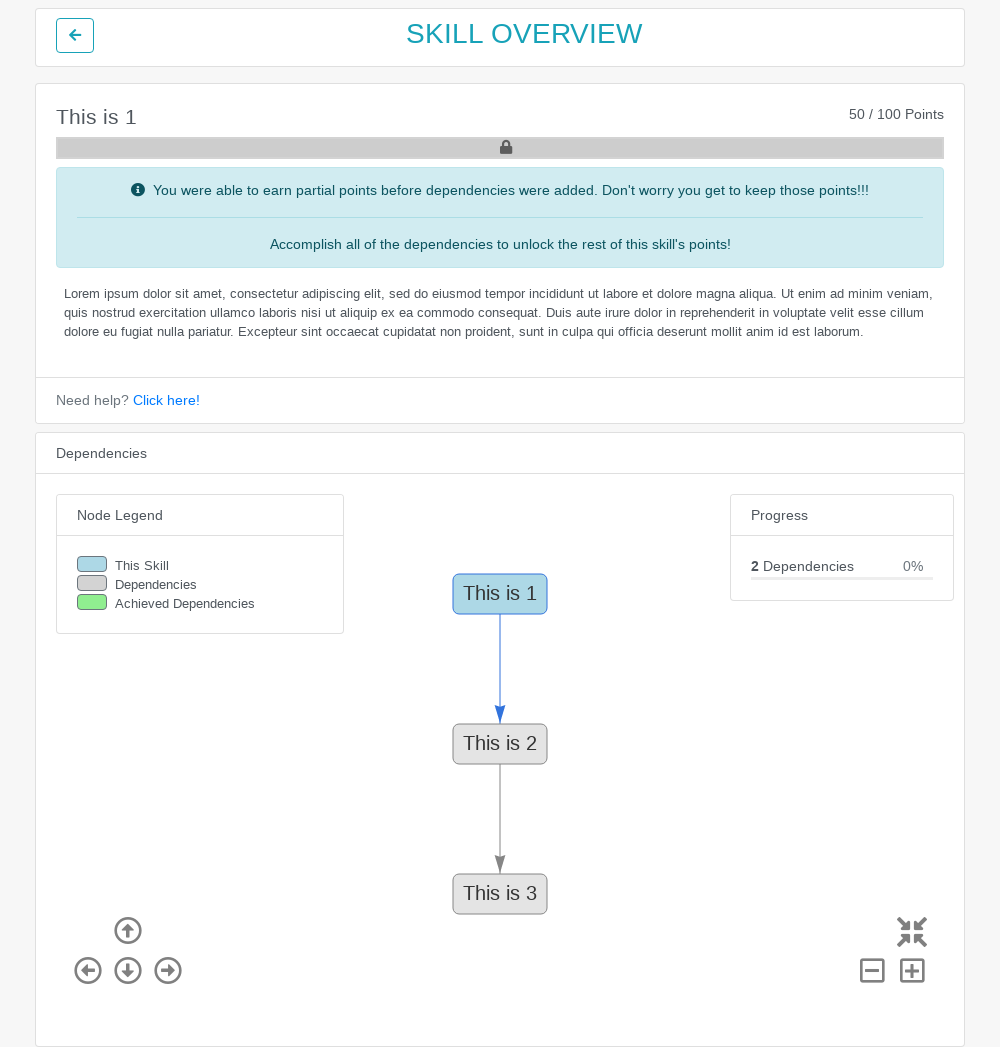 SKILL OVERVIEW
This is 1
50 / 100 Points
You were able to earn partial points before dependencies were added. Don't worry you get to keep those points!!!
Accomplish all of the dependencies to unlock the rest of this skill's points!
Lorem ipsum dolor sit amet, consectetur adipiscing elit, sed do eiusmod tempor incididunt ut labore et dolore magna aliqua. Ut enim ad minim veniam,
quis nostrud exercitation ullamco laboris nisi ut aliquip ex ea commodo consequat. Duis aute irure dolor in reprehenderit in voluptate velit esse cillum
dolore eu fugiat nulla pariatur. Excepteur sint occaecat cupidatat non proident, sunt in culpa qui officia deserunt mollit anim id est laborum.
Need help? Click here!
Dependencies
Node Legend
This Skill
Dependencies
Achieved Dependencies
Progress
2 Dependencies 0%
This is 1
This is 2
This is 3